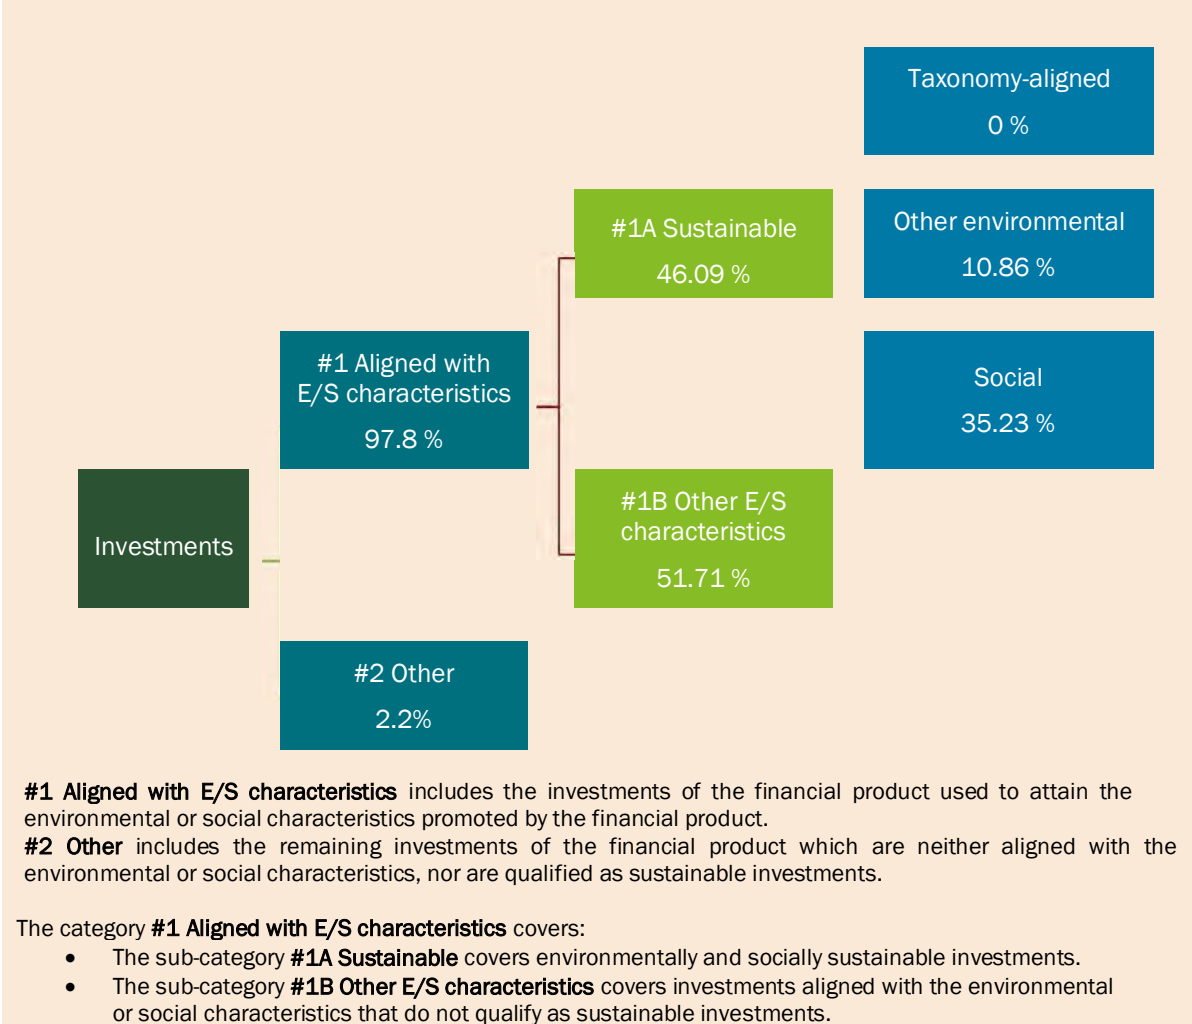 Taxonomy-aligned
0 %
#1A Sustainable
46.09 %
Other environmental
10.86 %
#1 Aligned with
E/S characteristics
97.8 %
Social
35.23 %
Investments
#1B Other E/S
characteristics
51.71 %
#2 Other
2.2%
#1 Aligned with E/S characteristics includes the investments of the financial product used to attain the
environmental or social characteristics promoted by the financial product.
#2 Other includes the remaining investments of the financial product which are neither aligned with the
environmental or social characteristics, nor are qualified as sustainable investments.
The category #1 Aligned with E/S characteristics covers:
• The sub-category #1A Sustainable covers environmentally and socially sustainable investments.
• The sub-category #1B Other E/S characteristics covers investments aligned with the environmental
or social characteristics that do not qualify as sustainable investments.